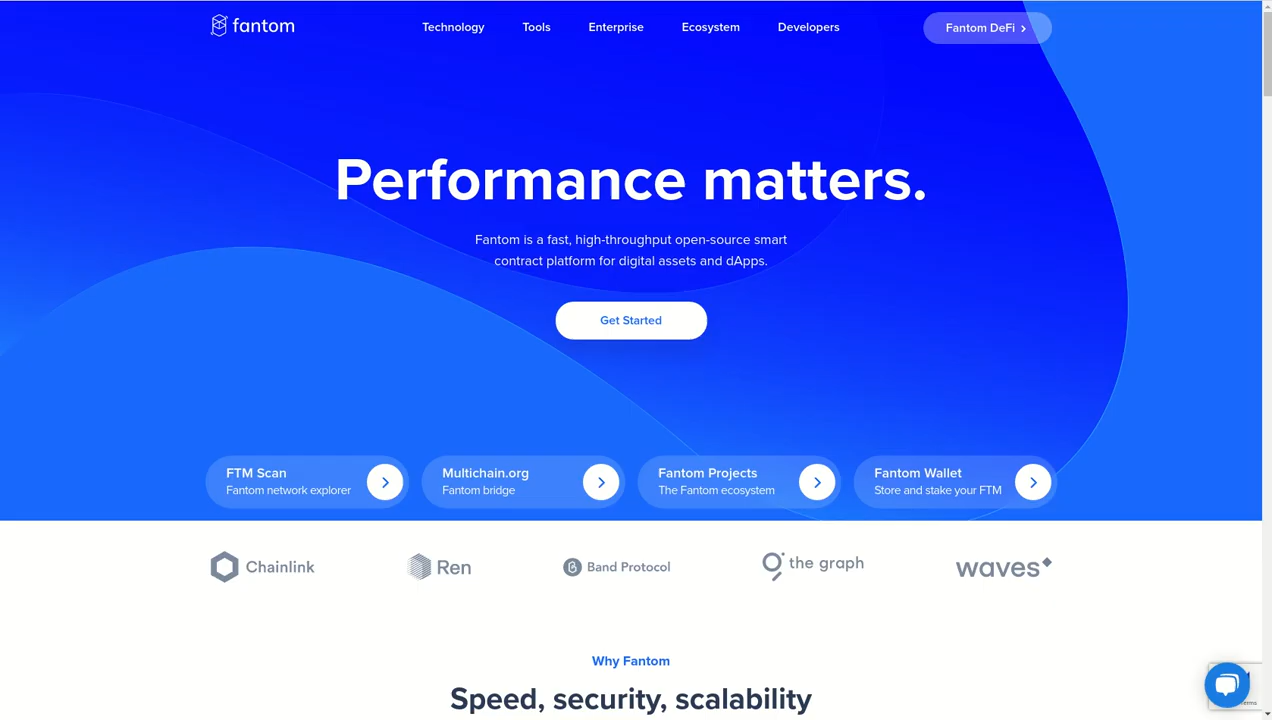 fantom
Technology
Tools
Enterprise
Ecosystem
Developers
Fantom DeFi
Performance matters.
Fantom is a fast, high-throughput open-source smart
contract platform for digital assets and dApps.
Get Started
FTM Scan
Fantom network explorer
Multichain.org
Fantom bridge
Fantom Projects
The Fantom ecosystem
Fantom Wallet
Store and stake your FTM
Chainlink
Ren
Band Protocol
the graph
waves
Why Fantom
Speed, security, scalability